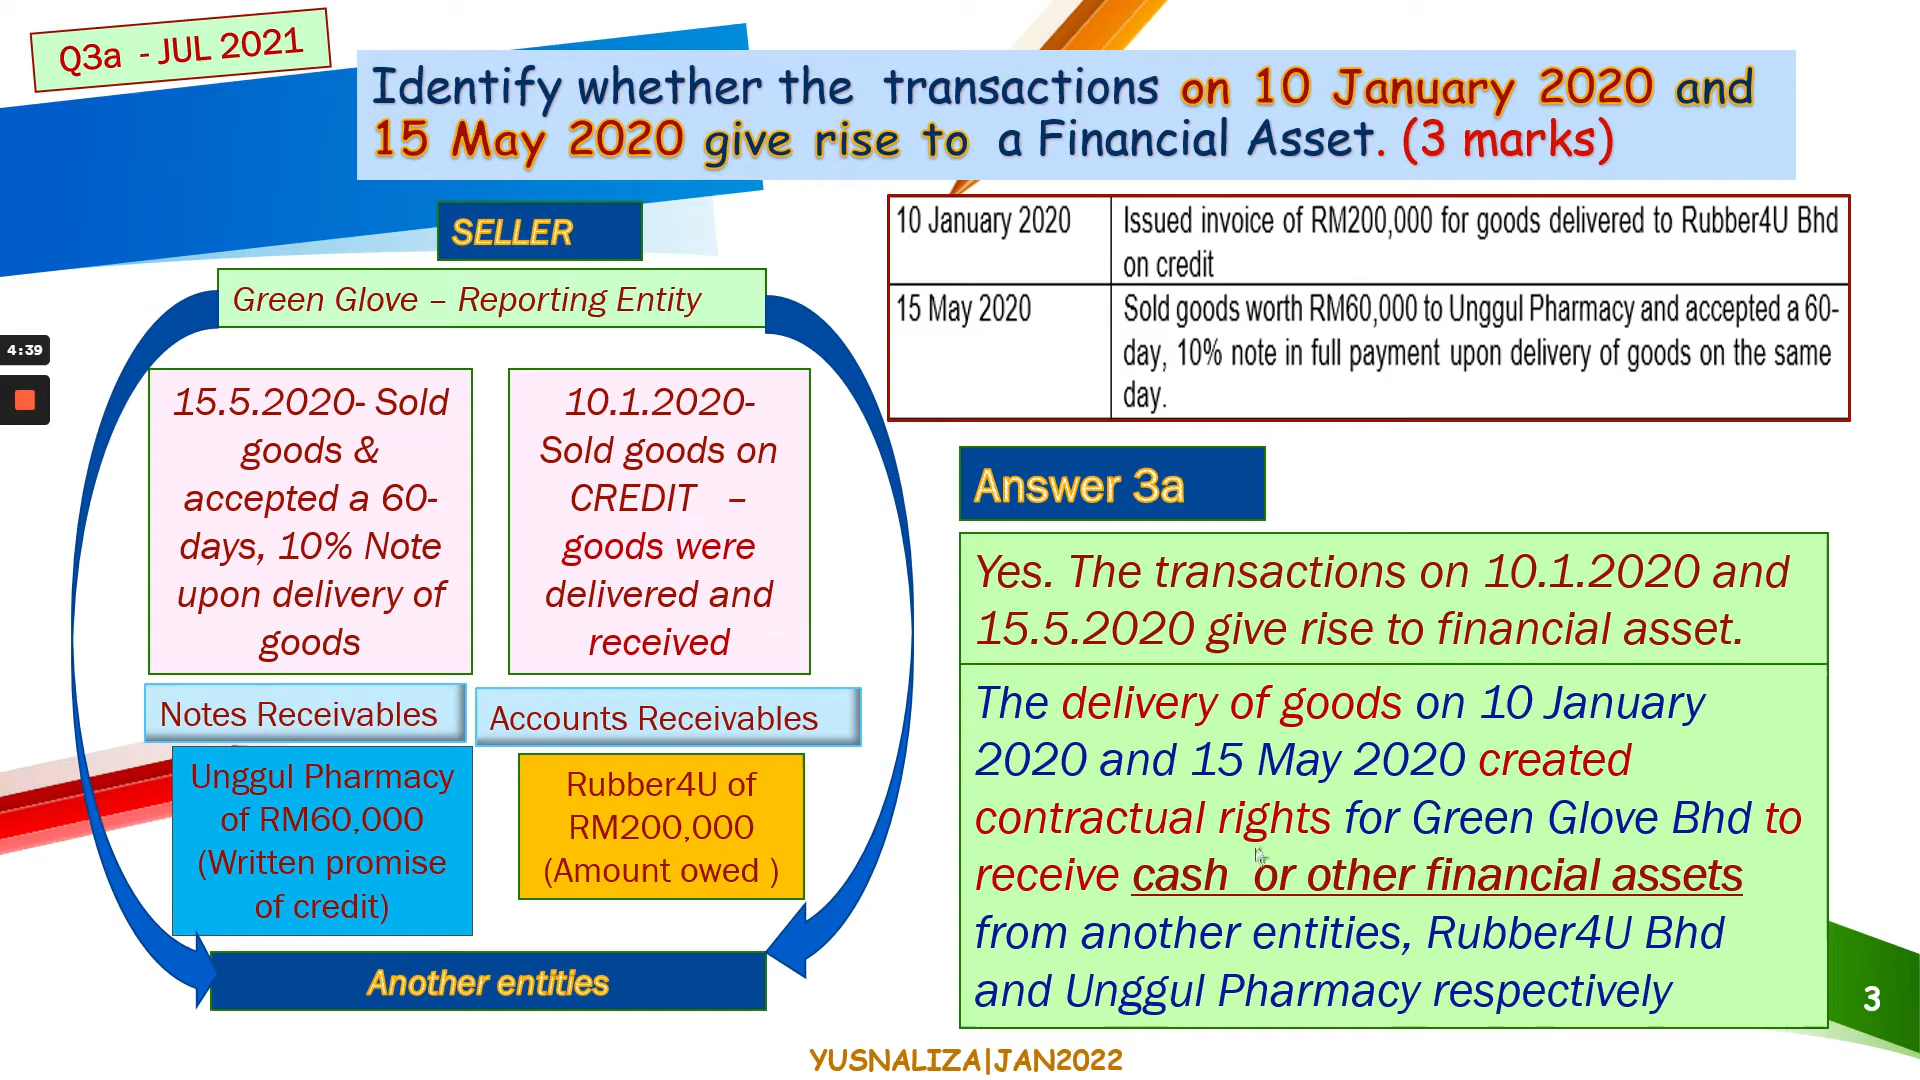 Q3a - JUL 2021
Identify whether the transactions on 10 January 2020 and
15 May 2020 give rise to a Financial Asset. (3 marks)
SELLER
Green Glove – Reporting Entity
4:39
15.5.2020- Sold
goods &
accepted a 60-
days, 10% Note
upon delivery of
goods
10.1.2020-
Sold goods on
CREDIT –
goods were
delivered and
received
Notes Receivables
Accounts Receivables
Unggul Pharmacy
of RM60,000
(Written promise
of credit)
Rubber4U of
RM200,000
(Amount owed )
Another entities
10 January 2020
Issued invoice of RM200,000 for goods delivered to Rubber4U Bhd
on credit
15 May 2020
Sold goods worth RM60,000 to Unggul Pharmacy and accepted a 60-
day, 10% note in full payment upon delivery of goods on the same
day.
Answer 3a
Yes. The transactions on 10.1.2020 and
15.5.2020 give rise to financial asset.
The delivery of goods on 10 January
2020 and 15 May 2020 created
contractual rights for Green Glove Bhd to
receive cash or other financial assets
from another entities, Rubber4U Bhd
and Unggul Pharmacy respectively
3
YUSNALIZA|JAN2022